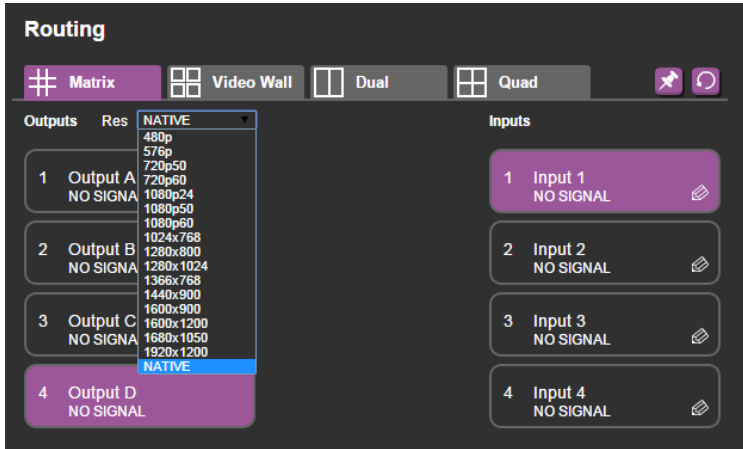 Routing
Matrix
Video Wall
Dual
Quad
Outputs Res NATIVE
480p
576p
720p50
720p60
1080p24
1080p50
1080p60
1024x768
1280x800
1280x1024
1366x768
1440x900
1600x900
1600x1200
1680x1050
1920x1200
NATIVE
1 Output A
NO SIGNA
2 Output B
NO SIGNA
3 Output C
NO SIGNA
4 Output D
NO SIGNAL
Inputs
1 Input 1
NO SIGNAL
2 Input 2
NO SIGNAL
3 Input 3
NO SIGNAL
4 Input 4
NO SIGNAL